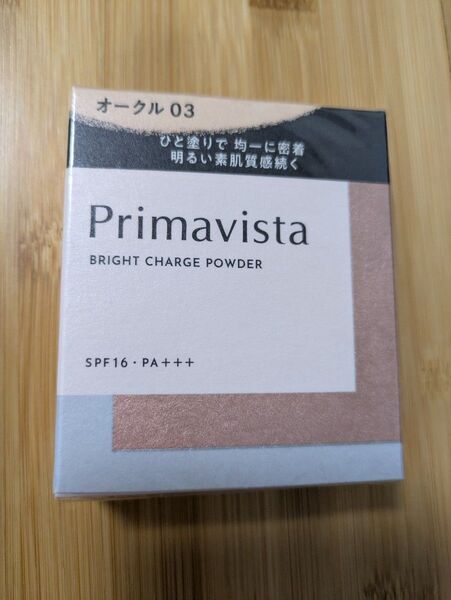 オークル 03
ひと塗りで 均一に密着
明るい素肌質感続く
Primavista
BRIGHT CHARGE POWDER
SPF16・PA+++